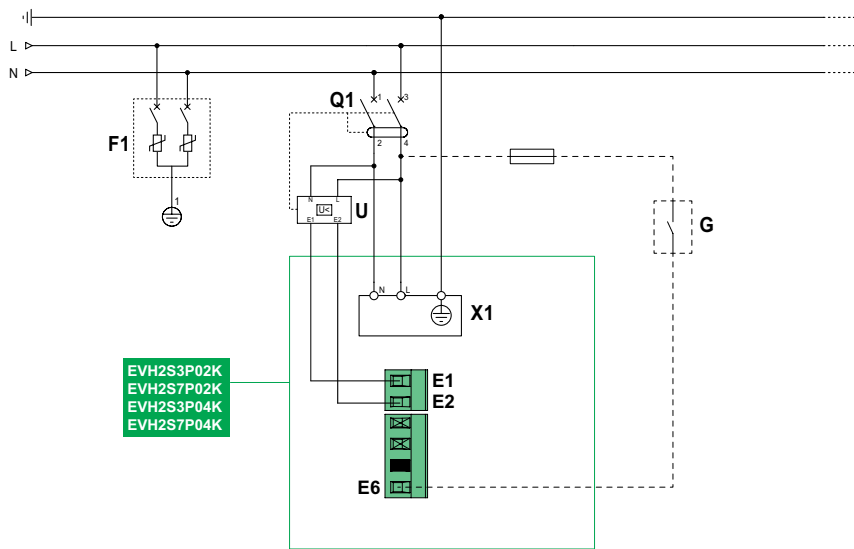 L
N
Q1
1
3
F1
2
4
1
N
L
U<
U
E1
E2
G
N
L
X1
EVH2S3P02K
EVH2S7P02K
EVH2S3P04K
EVH2S7P04K
E1
E2
E6